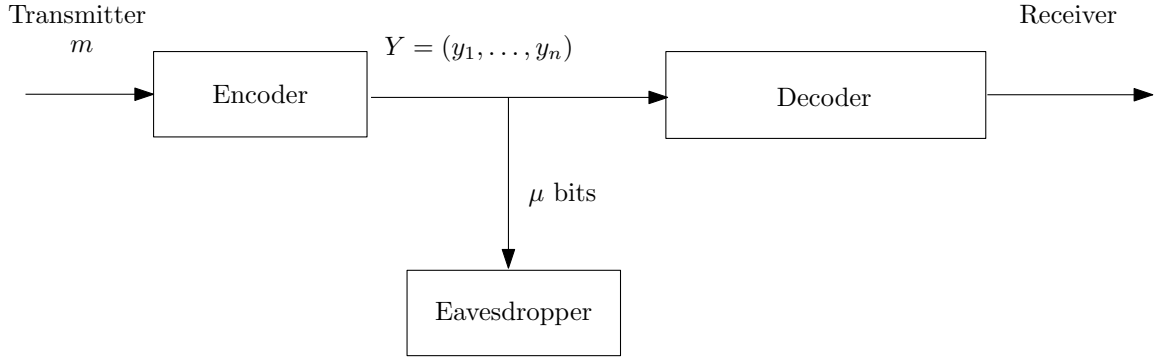 Transmitter
m
Receiver
Y = (y₁, . . . , yₙ)
Encoder
Decoder
μ bits
Eavesdropper